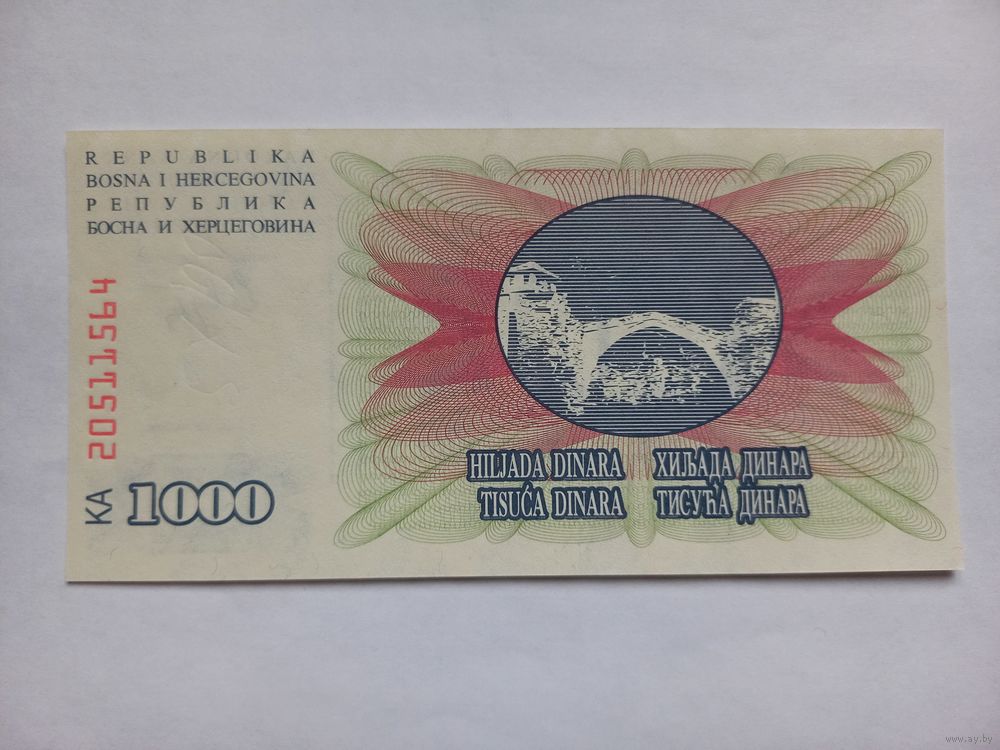 REPUBLIKA
BOSNA I HERCEGOVINA
РЕПУБЛИКА
БОСНА И ХЕРЦЕГОВИНА
20511564
KA 1000
HILJADA DINARA ХИЉАДА ДИНАРА
TISUĆA DINARA ТИСУЋА ДИНАРА
www.ay.by